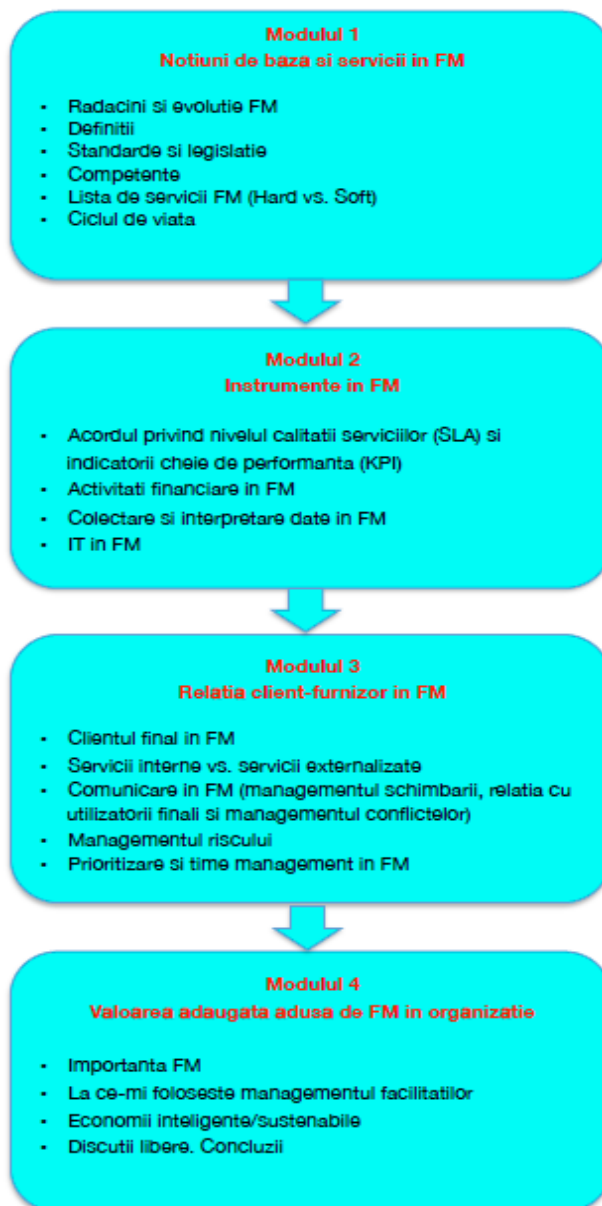 Modulul 1
Notiuni de baza si servicii in FM
• Radacini si evolutie FM
• Definitii
• Standarde si legislatie
• Competente
• Lista de servicii FM (Hard vs. Soft)
• Ciclul de viata
Modulul 2
Instrumente in FM
• Acordul privind nivelul calitatii serviciilor (SLA) si
indicatorii cheie de performanta (KPI)
• Activitati financiare in FM
• Colectare si interpretare date in FM
• IT in FM
Modulul 3
Relatia client-furnizor in FM
• Clientul final in FM
• Servicii interne vs. servicii externalizate
• Comunicare in FM (managementul schimbarii, relatia cu
utilizatorii finali si managementul conflictelor)
• Managementul riscului
• Prioritizare si time management in FM
Modulul 4
Valoarea adaugata adusa de FM in organizatie
• Importanta FM
• La ce-mi foloseste managementul facilitatilor
• Economii inteligente/sustenabile
• Discutii libere. Concluzii